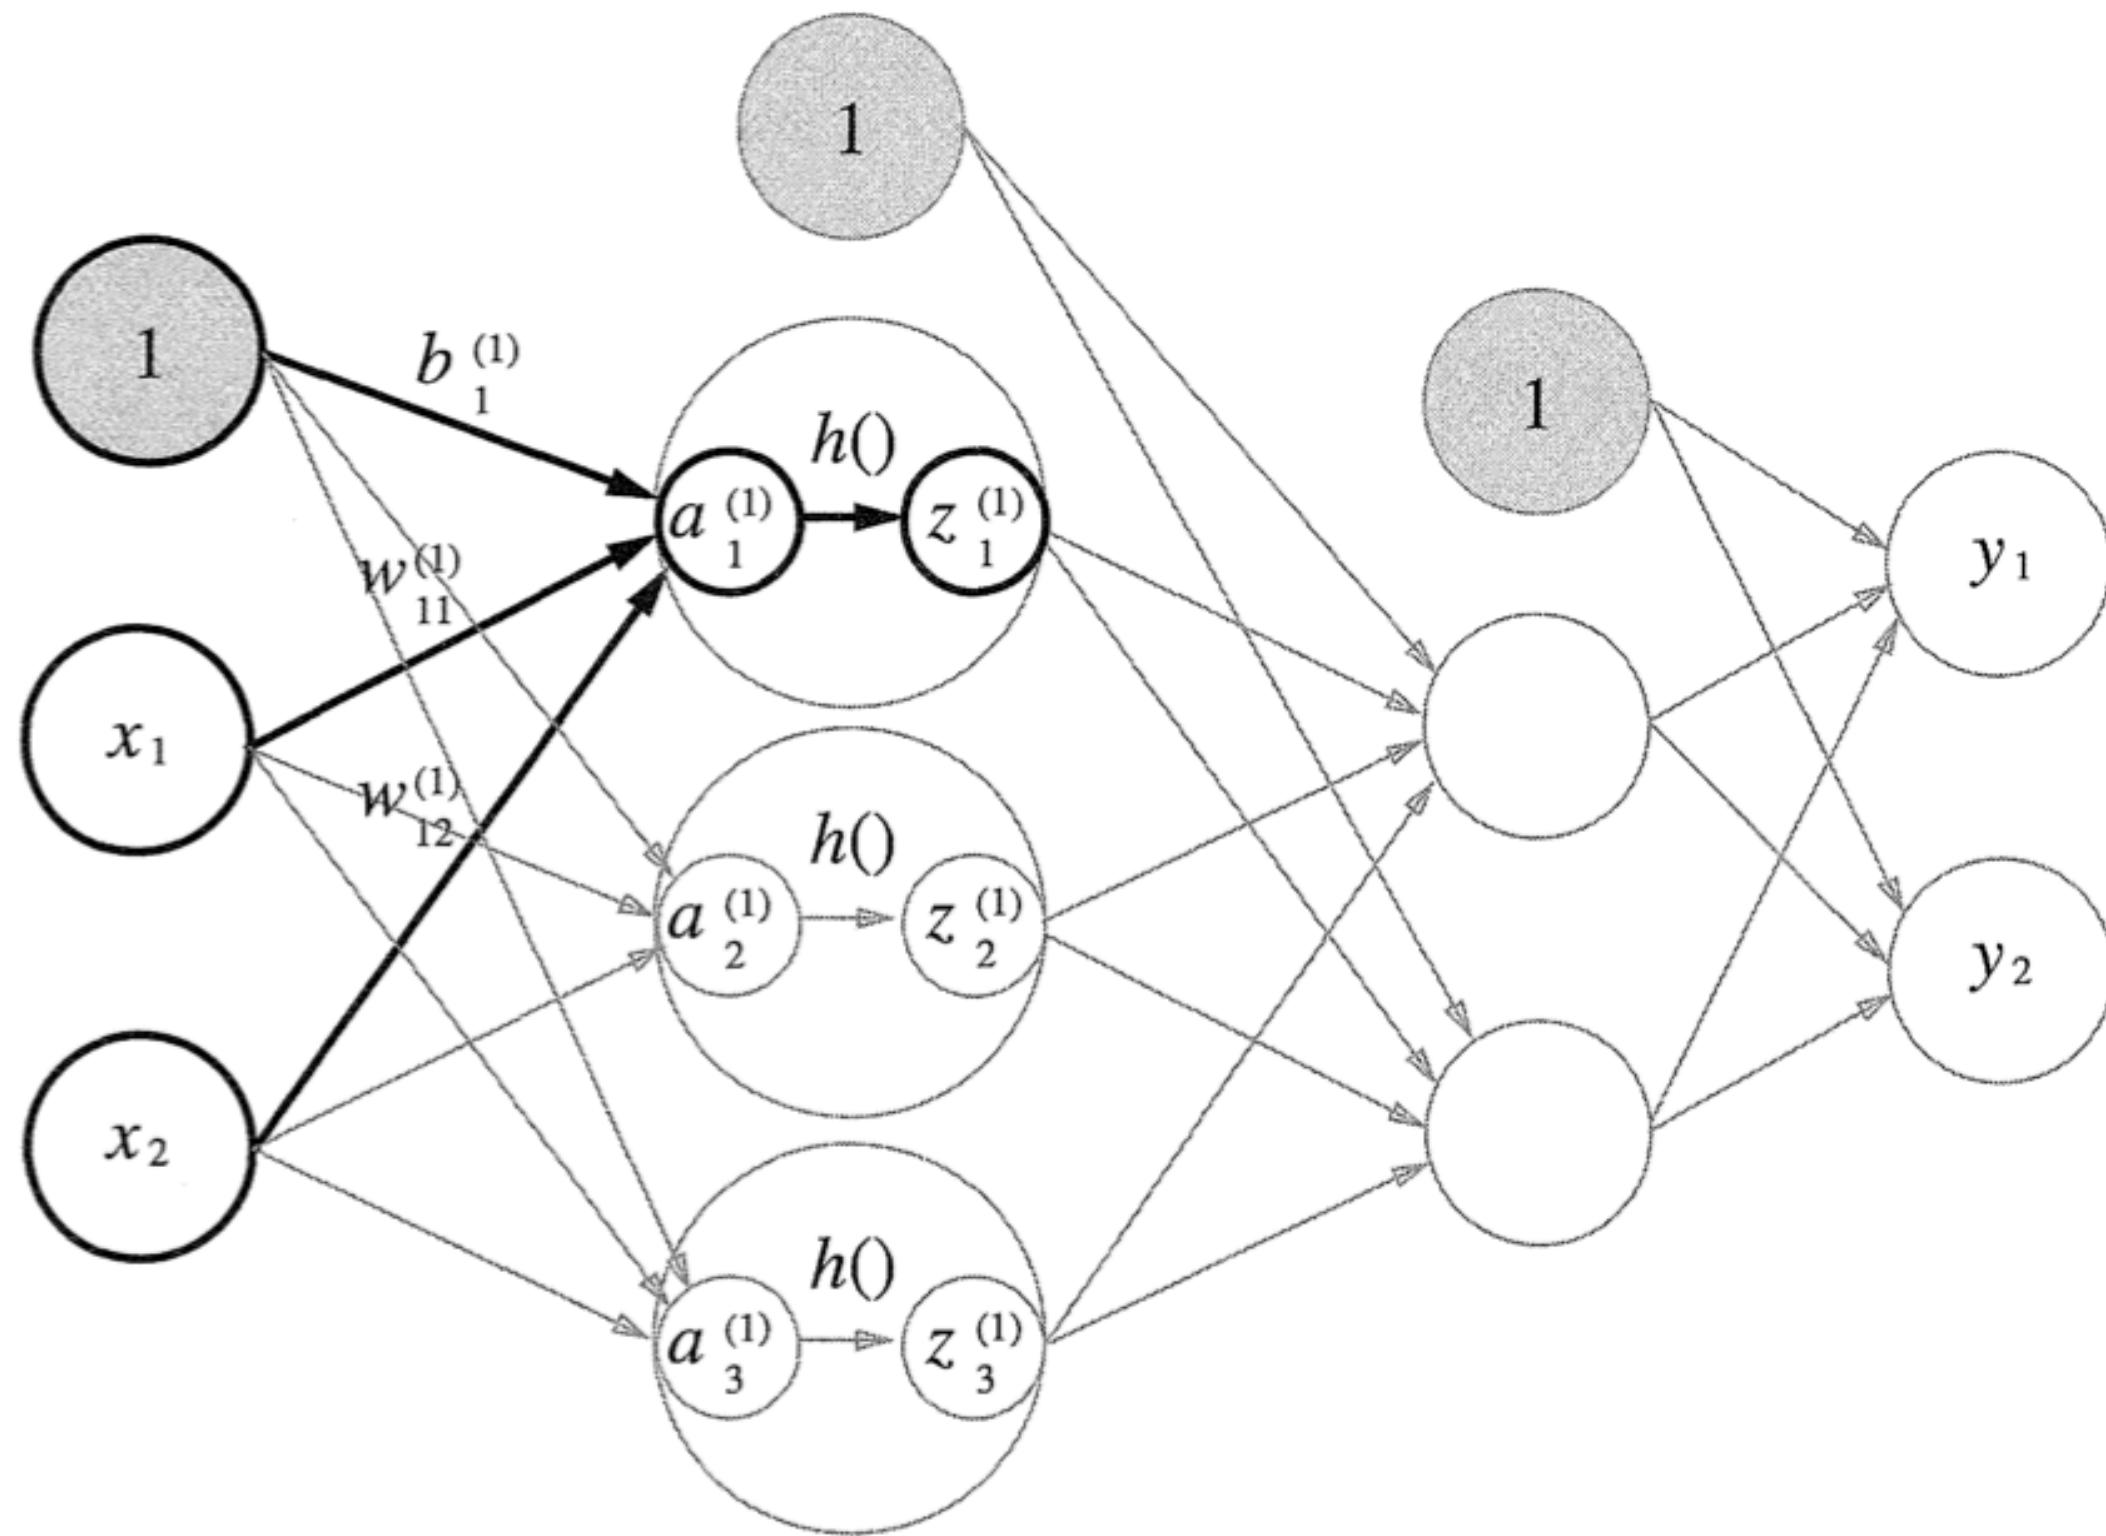 1
1
b₁⁽¹⁾
1
h()
a₁⁽¹⁾
z₁⁽¹⁾
w₁₁⁽¹⁾
y₁
x₁
w₁₂⁽¹⁾
h()
a₂⁽¹⁾
z₂⁽¹⁾
y₂
x₂
h()
a₃⁽¹⁾
z₃⁽¹⁾